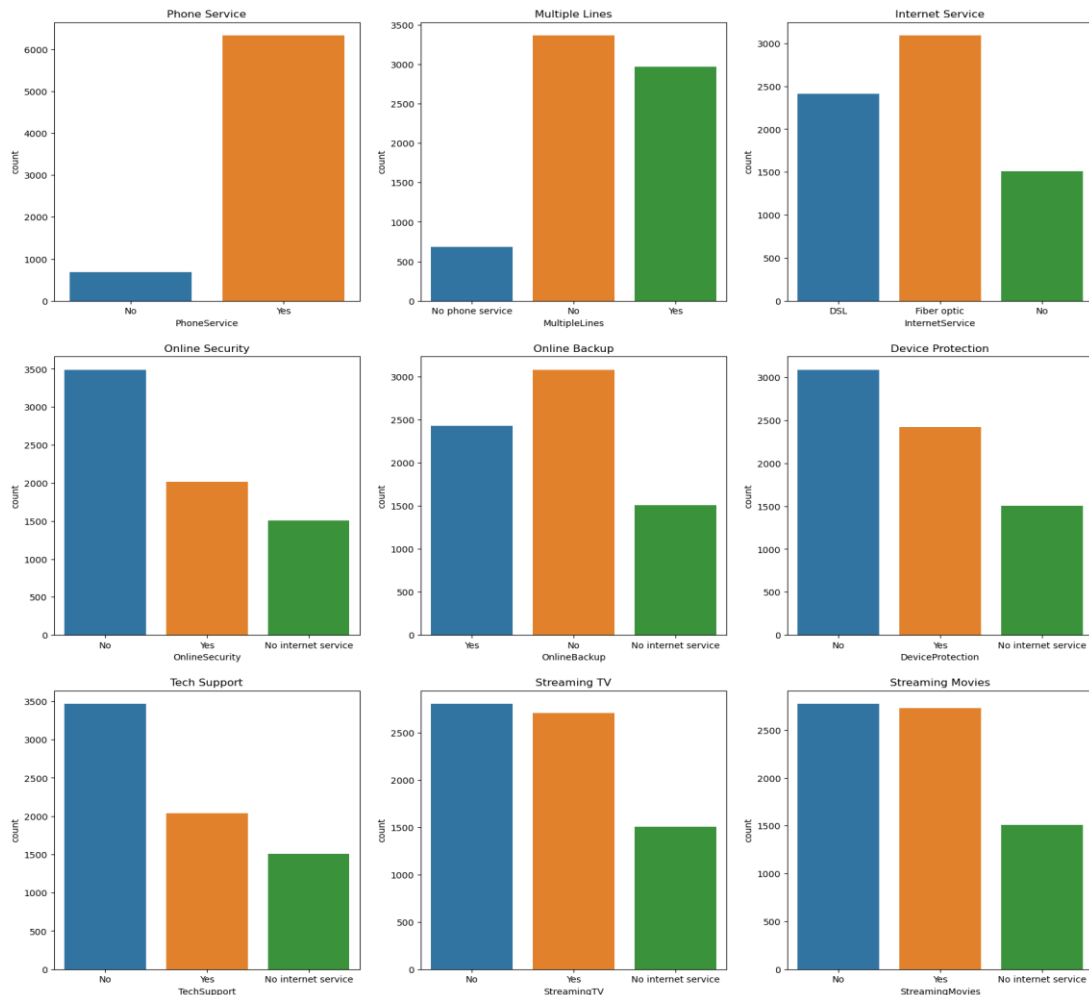 Phone Service
6000
5000
4000
3000
2000
1000
0
count
No Yes
PhoneService
Multiple Lines
3500
3000
2500
2000
1500
1000
500
0
count
No phone service No Yes
MultipleLines
Internet Service
3000
2500
2000
1500
1000
500
0
count
DSL Fiber optic No
InternetService
Online Security
3500
3000
2500
2000
1500
1000
500
0
count
No Yes No internet service
OnlineSecurity
Online Backup
3000
2500
2000
1500
1000
500
0
count
Yes No No internet service
OnlineBackup
Device Protection
3000
2500
2000
1500
1000
500
0
count
No Yes No internet service
DeviceProtection
Tech Support
3500
3000
2500
2000
1500
1000
500
0
count
No Yes No internet service
TechSupport
Streaming TV
2500
2000
1500
1000
500
0
count
No Yes No internet service
StreamingTV
Streaming Movies
2500
2000
1500
1000
500
0
count
No Yes No internet service
StreamingMovies